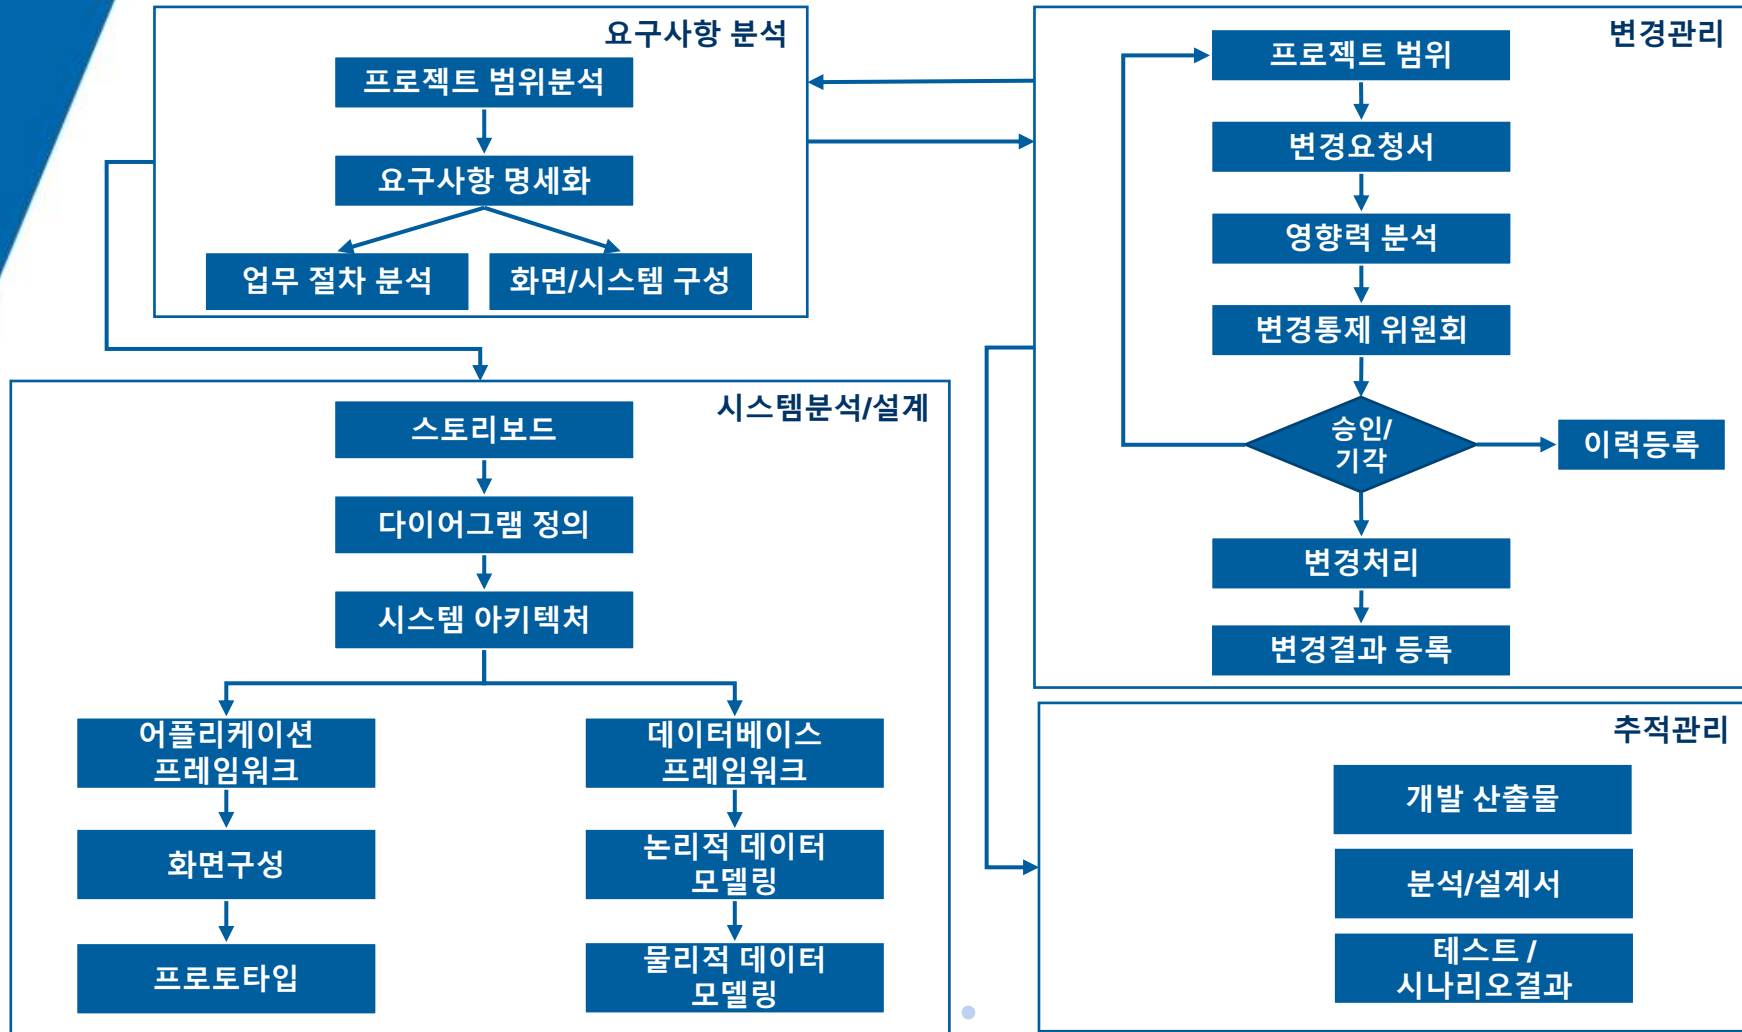 요구사항 분석
프로젝트 범위분석
요구사항 명세화
업무 절차 분석
화면/시스템 구성
변경관리
프로젝트 범위
변경요청서
영향력 분석
변경통제 위원회
승인/
기각
이력등록
변경처리
변경결과 등록
시스템분석/설계
스토리보드
다이어그램 정의
시스템 아키텍처
어플리케이션
프레임워크
화면구성
프로토타입
데이터베이스
프레임워크
논리적 데이터
모델링
물리적 데이터
모델링
추적관리
개발 산출물
분석/설계서
테스트 /
시나리오결과